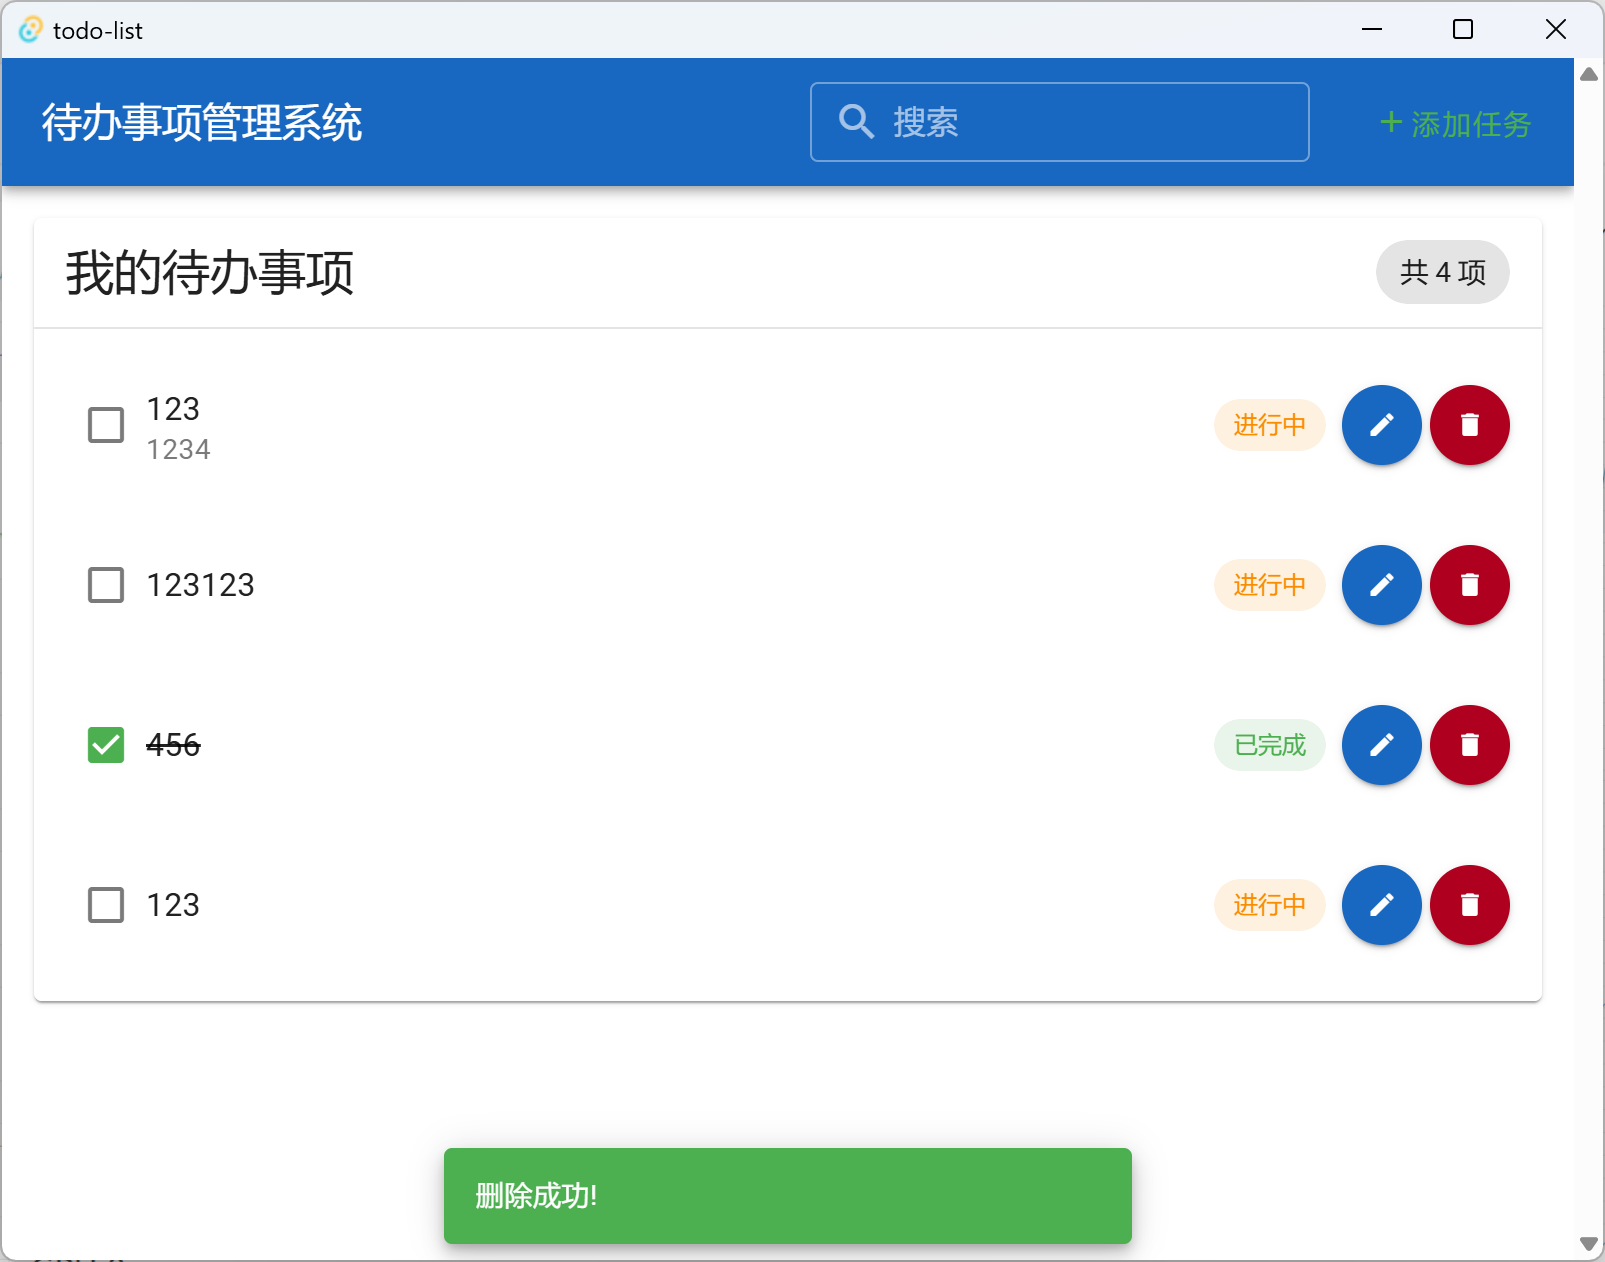 todo-list
待办事项管理系统
搜索
+ 添加任务
我的待办事项
共 4 项
123
1234
进行中
123123
进行中
456
已完成
123
进行中
删除成功!